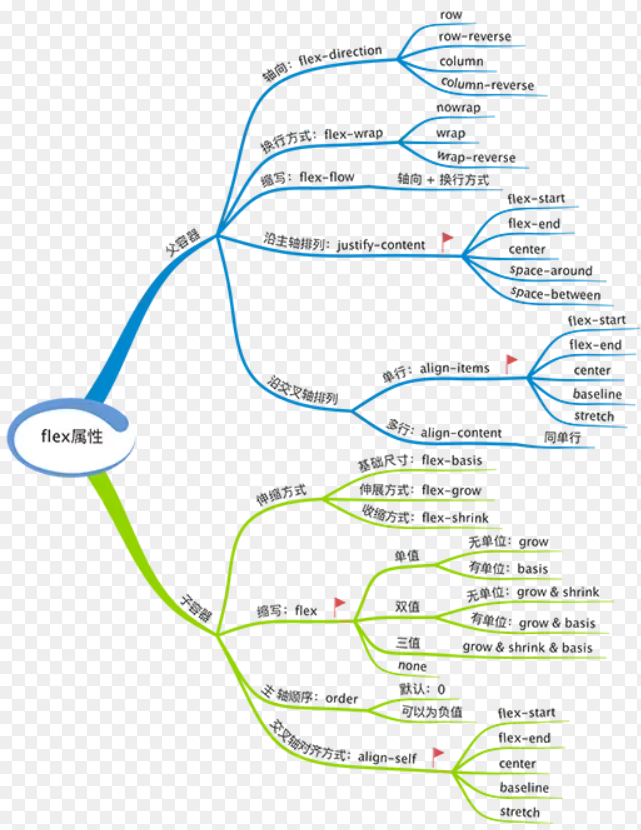 flex属性
父容器
轴向：flex-direction
row
row-reverse
column
column-reverse
换行方式：flex-wrap
nowrap
wrap
wrap-reverse
缩写：flex-flow
轴向 + 换行方式
沿主轴排列：justify-content
flex-start
flex-end
center
space-around
space-between
沿交叉轴排列
单行：align-items
flex-start
flex-end
center
baseline
stretch
多行：align-content
同单行
子容器
伸缩方式
基础尺寸：flex-basis
伸展方式：flex-grow
收缩方式：flex-shrink
缩写：flex
单值
无单位：grow
有单位：basis
双值
无单位：grow & shrink
有单位：grow & basis
三值
grow & shrink & basis
none
主轴顺序：order
默认：0
可以为负值
交叉轴对齐方式：align-self
flex-start
flex-end
center
baseline
stretch